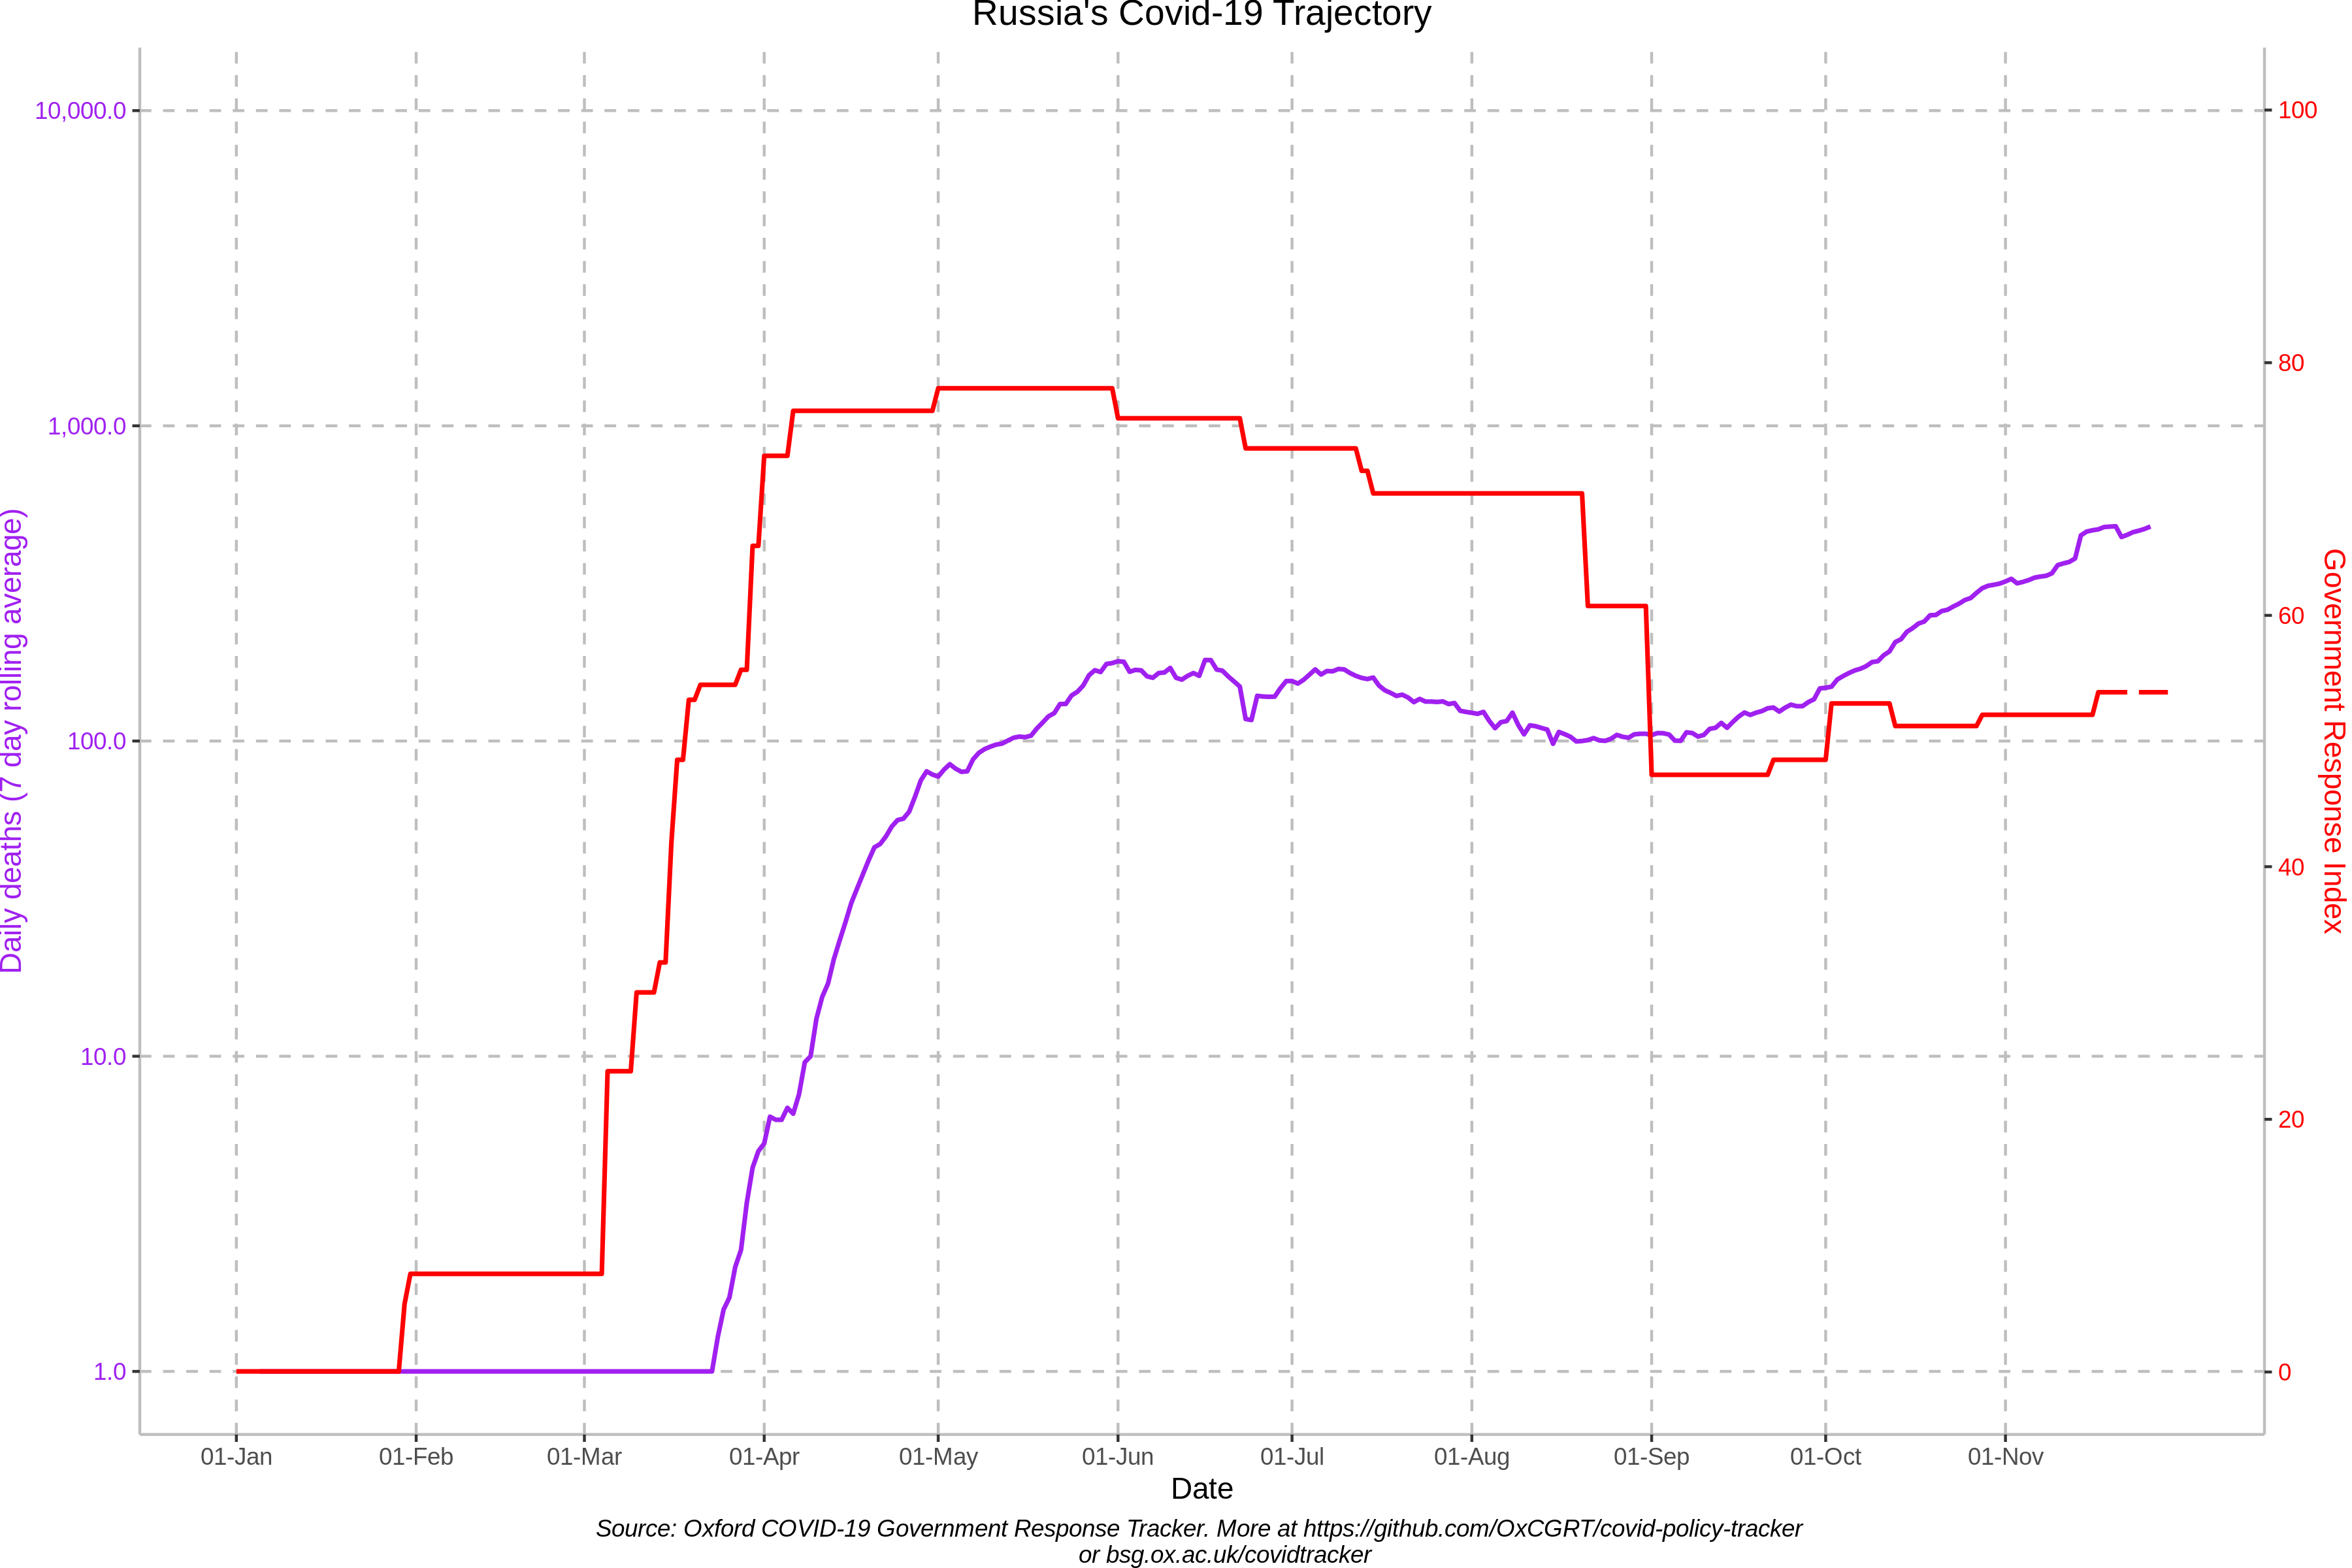 Russia's Covid-19 Trajectory
10,000.0
1,000.0
100.0
10.0
1.0
Daily deaths (7 day rolling average)
100
80
60
40
20
0
Government Response Index
01-Jan 01-Feb 01-Mar 01-Apr 01-May 01-Jun 01-Jul 01-Aug 01-Sep 01-Oct 01-Nov
Date
Source: Oxford COVID-19 Government Response Tracker. More at https://github.com/OxCGRT/covid-policy-tracker
or bsg.ox.ac.uk/covidtracker